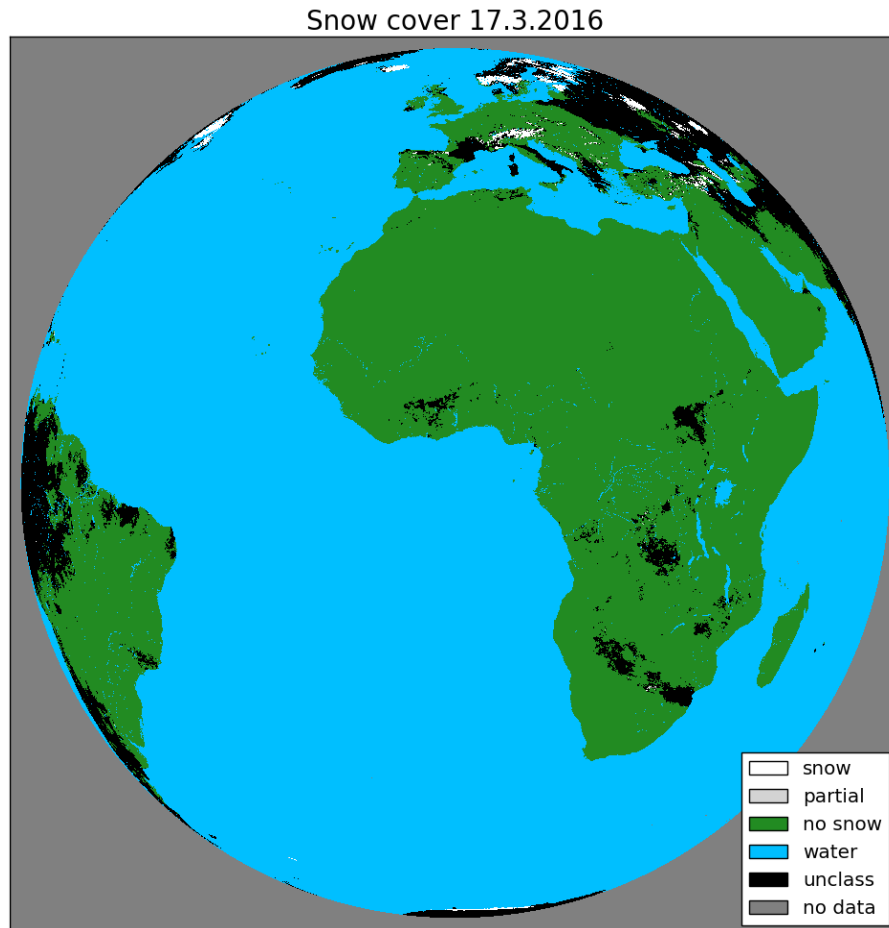 Snow cover 17.3.2016
snow
partial
no snow
water
unclass
no data